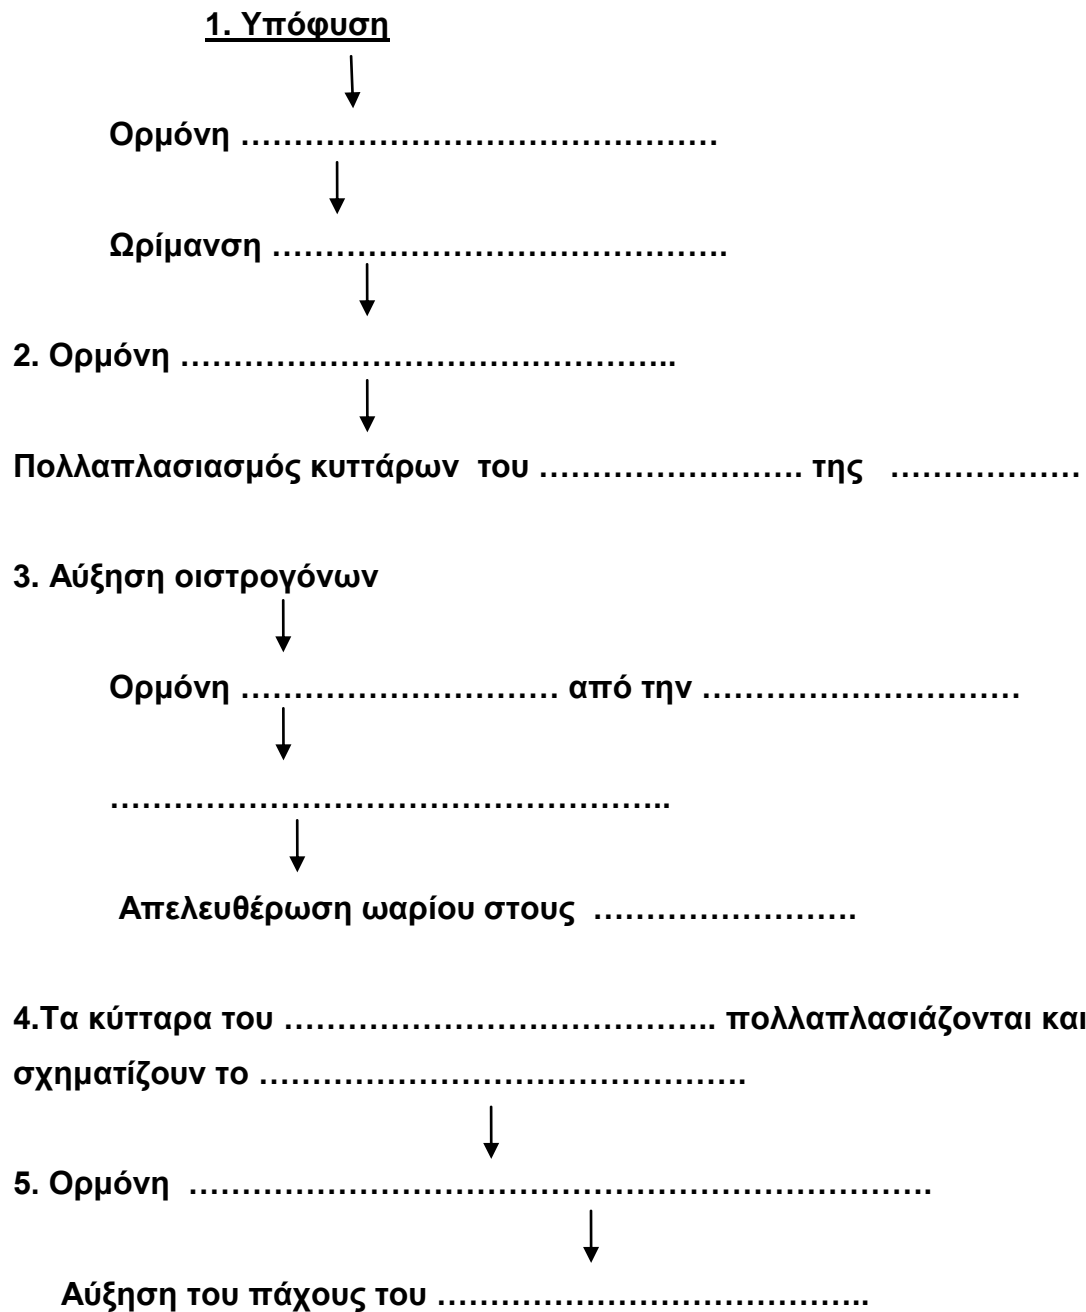 1. Υπόφυση
Ορμόνη ……………………………….………
Ωρίμανση …………………………………….
2. Ορμόνη …………………………….…………..
Πολλαπλασιασμός κυττάρων του ……………………. της ………………
3. Αύξηση οιστρογόνων
Ορμόνη ………………………… από την …………………………
……………………………………………..
Απελευθέρωση ωαρίου στους …………………….
4.Τα κύτταρα του ………………………………….. πολλαπλασιάζονται και
σχηματίζουν το ……………………………………….
5. Ορμόνη …………………………………………………………….
Αύξηση του πάχους του …………………………………..